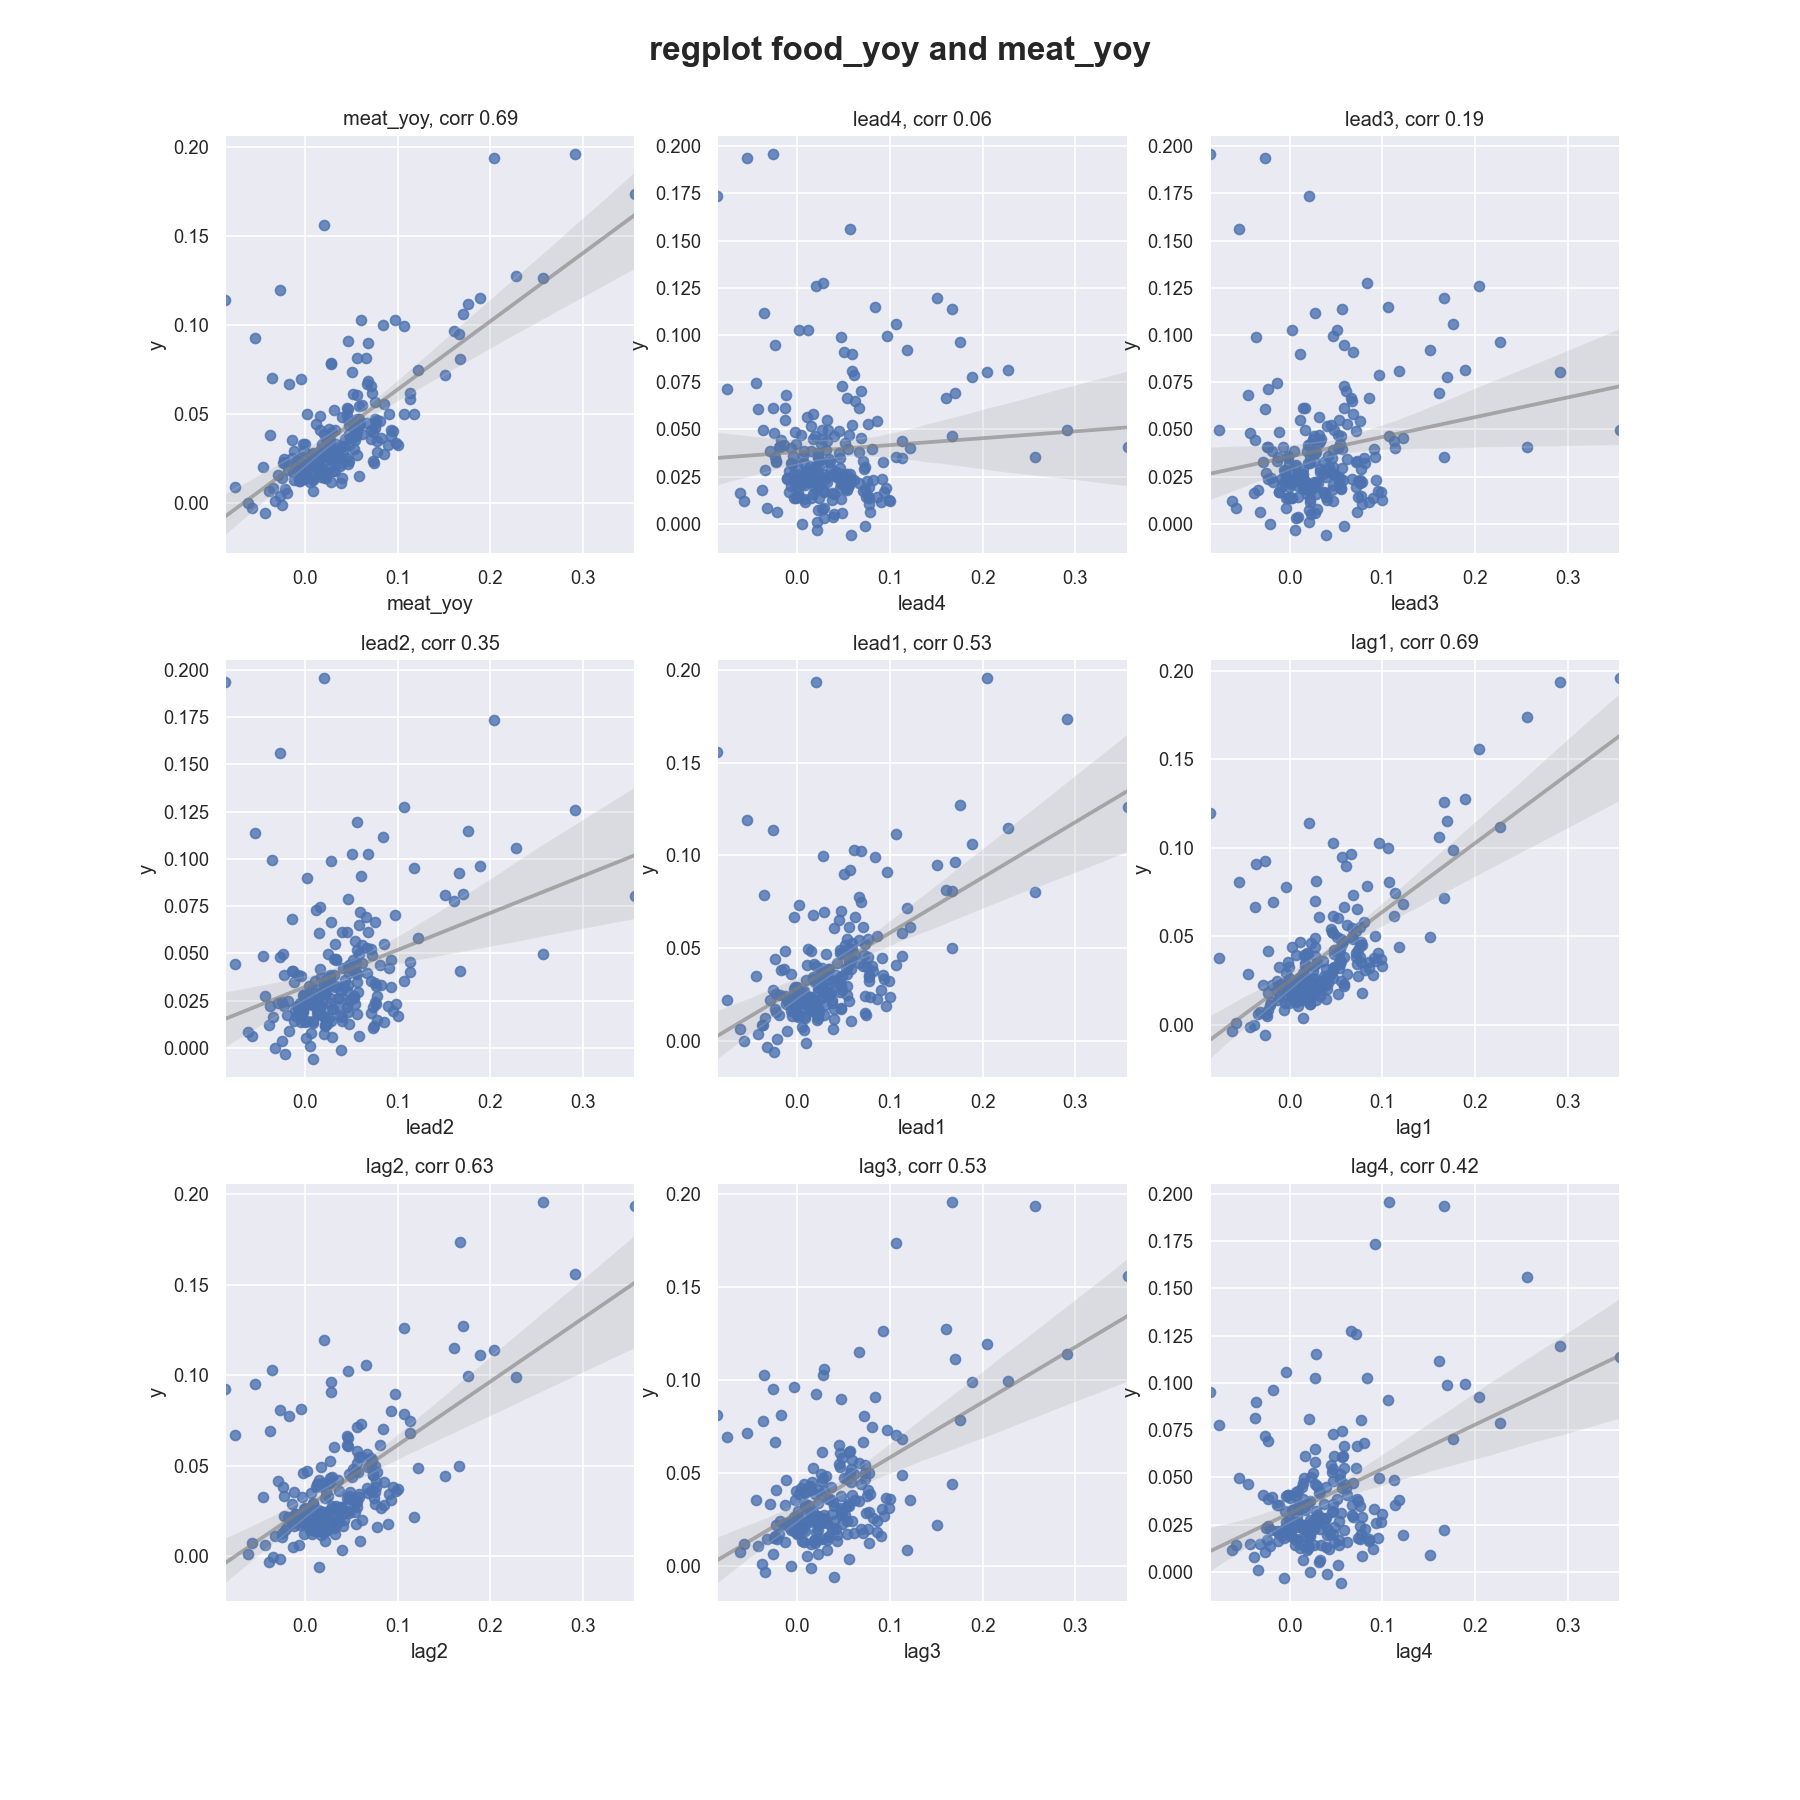 regplot food_yoy and meat_yoy
meat_yoy, corr 0.69
0.20
0.15
0.10
0.05
0.00
y
0.0 0.1 0.2 0.3
meat_yoy
lead4, corr 0.06
0.200
0.175
0.150
0.125
0.100
0.075
0.050
0.025
0.000
y
0.0 0.1 0.2 0.3
lead4
lead3, corr 0.19
0.200
0.175
0.150
0.125
0.100
0.075
0.050
0.025
0.000
y
0.0 0.1 0.2 0.3
lead3
lead2, corr 0.35
0.200
0.175
0.150
0.125
0.100
0.075
0.050
0.025
0.000
y
0.0 0.1 0.2 0.3
lead2
lead1, corr 0.53
0.20
0.15
0.10
0.05
0.00
y
0.0 0.1 0.2 0.3
lead1
lag1, corr 0.69
0.20
0.15
0.10
0.05
0.00
y
0.0 0.1 0.2 0.3
lag1
lag2, corr 0.63
0.20
0.15
0.10
0.05
0.00
y
0.0 0.1 0.2 0.3
lag2
lag3, corr 0.53
0.20
0.15
0.10
0.05
0.00
y
0.0 0.1 0.2 0.3
lag3
lag4, corr 0.42
0.200
0.175
0.150
0.125
0.100
0.075
0.050
0.025
0.000
y
0.0 0.1 0.2 0.3
lag4